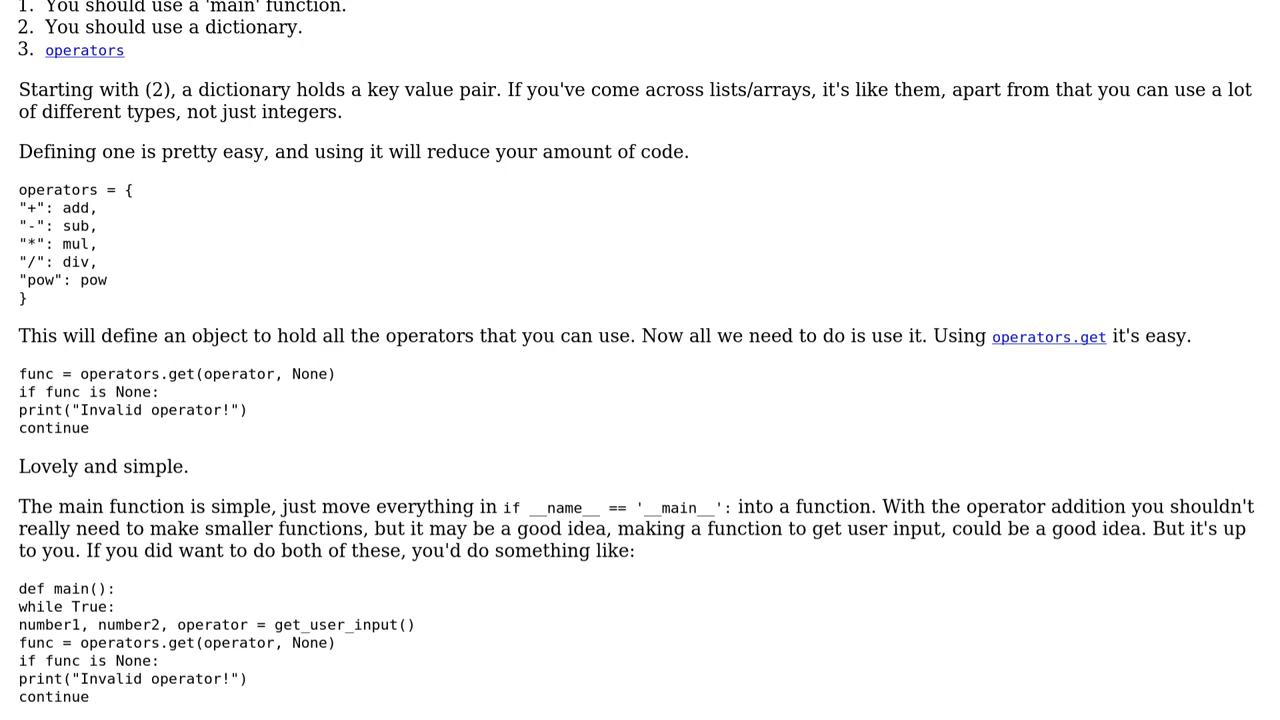 1. You should use a 'main' function.
2. You should use a dictionary.
3. operators
Starting with (2), a dictionary holds a key value pair. If you've come across lists/arrays, it's like them, apart from that you can use a lot
of different types, not just integers.
Defining one is pretty easy, and using it will reduce your amount of code.
operators = {
"+": add,
"-": sub,
"*": mul,
"/": div,
"pow": pow
}
This will define an object to hold all the operators that you can use. Now all we need to do is use it. Using operators.get it's easy.
func = operators.get(operator, None)
if func is None:
print("Invalid operator!")
continue
Lovely and simple.
The main function is simple, just move everything in if __name__ == '__main__': into a function. With the operator addition you shouldn't
really need to make smaller functions, but it may be a good idea, making a function to get user input, could be a good idea. But it's up
to you. If you did want to do both of these, you'd do something like:
def main():
while True:
number1, number2, operator = get_user_input()
func = operators.get(operator, None)
if func is None:
print("Invalid operator!")
continue